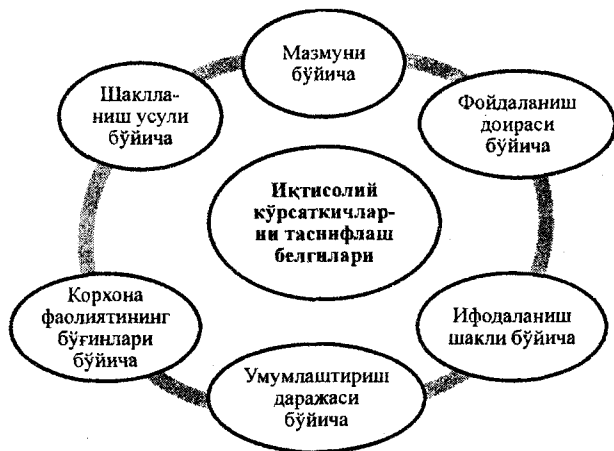 Мазмуни
бўйича
Фойдаланиш
доираси
бўйича
Ифодаланиш
шакли бўйича
Умумлаштириш
даражаси
бўйича
Корхона
фаолиятининг
бўғинлари
бўйича
Шаклла-
ниш усули
бўйича
Иқтисолий
кўрсаткичлар-
ни таснифлаш
белгилари